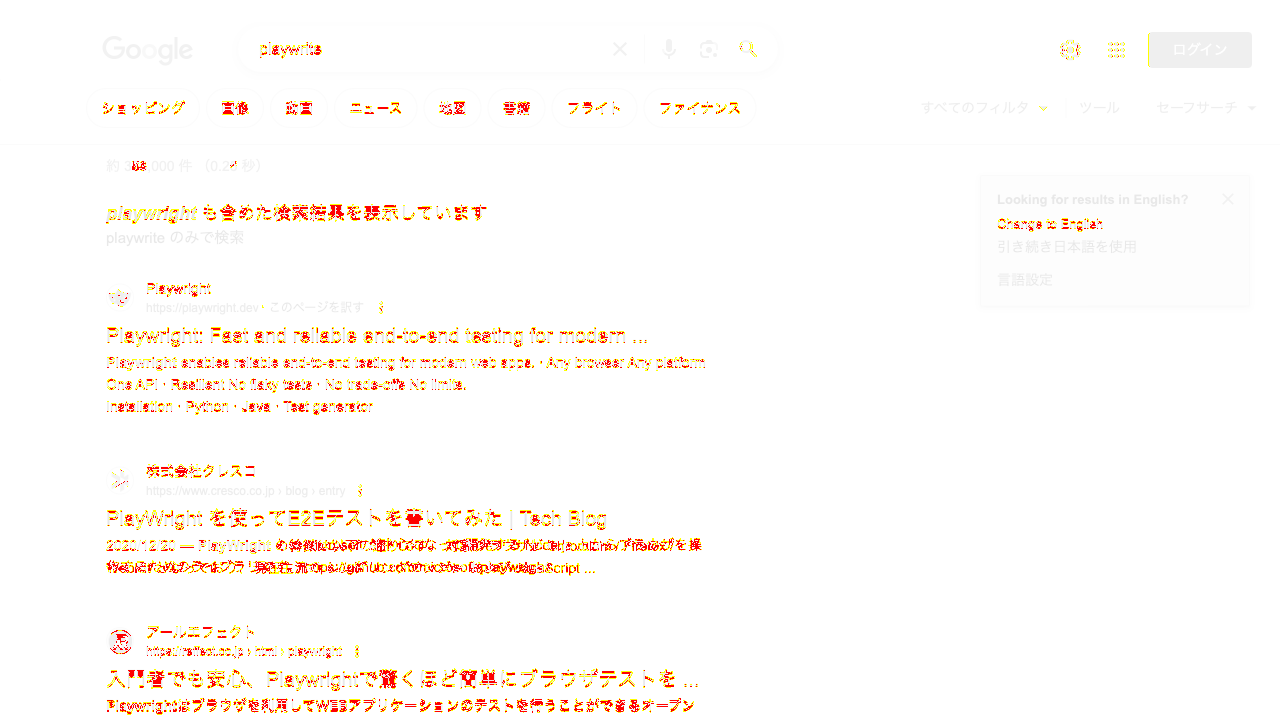 Google
playwrite
ログイン
ショッピング 画像 動画 ニュース 地図 書籍 フライト ファイナンス
すべてのフィルタ ツール セーフサーチ
playwright も含めた検索結果を表示しています
playwrite のみで検索
Looking for results in English?
Change to English
引き続き日本語を使用
言語設定
Playwright
https://playwright.dev · このページを訳す
Playwright: Fast and reliable end-to-end testing for modern ...
Playwright enables reliable end-to-end testing for modern web apps. · Any browser Any platform
One API · Resilient No flaky tests · No trade-offs No limits.
Installation · Python · Java · Test generator
株式会社クレスコ
https://www.cresco.co.jp › blog › entry
PlayWright を使ってE2Eテストを書いてみた | Tech Blog
アールエフェクト
› html › playwright
入門者でも安心、Playwrightで驚くほど簡単にブラウザテストを ...
Playwrightはブラウザを利用してWEBアプリケーションのテストを行うことができるオープン